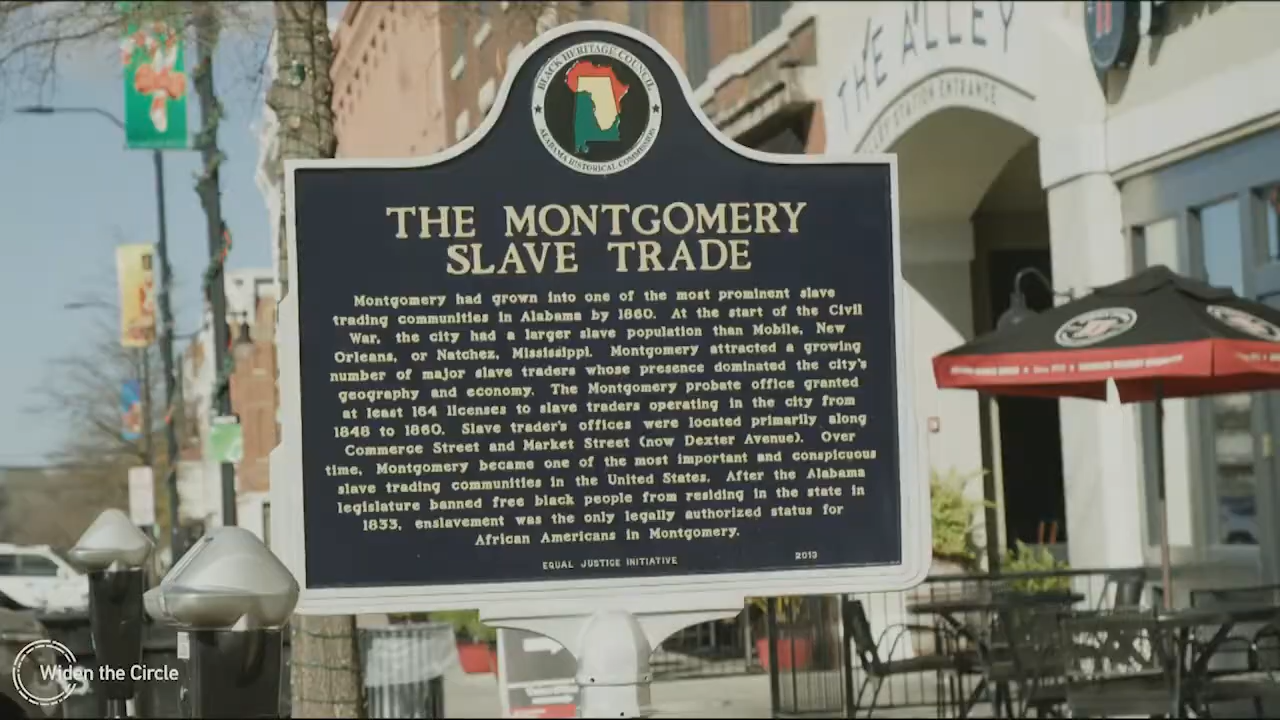 BLACK HERITAGE COUNCIL
ALABAMA HISTORICAL COMMISSION
THE MONTGOMERY
SLAVE TRADE
Montgomery had grown into one of the most prominent slave
trading communities in Alabama by 1860. At the start of the Civil
War, the city had a larger slave population than Mobile, New
Orleans, or Natchez, Mississippi. Montgomery attracted a growing
number of major slave traders whose presence dominated the city's
geography and economy. The Montgomery probate office granted
at least 164 licenses to slave traders operating in the city from
1848 to 1860. Slave trader's offices were located primarily along
Commerce Street and Market Street (now Dexter Avenue). Over
time, Montgomery became one of the most important and conspicuous
slave trading communities in the United States. After the Alabama
legislature banned free black people from residing in the state in
1833, enslavement was the only legally authorized status for
African Americans in Montgomery.
EQUAL JUSTICE INITIATIVE 2013
THE ALLEY
STATION ENTRANCE
Widen the Circle